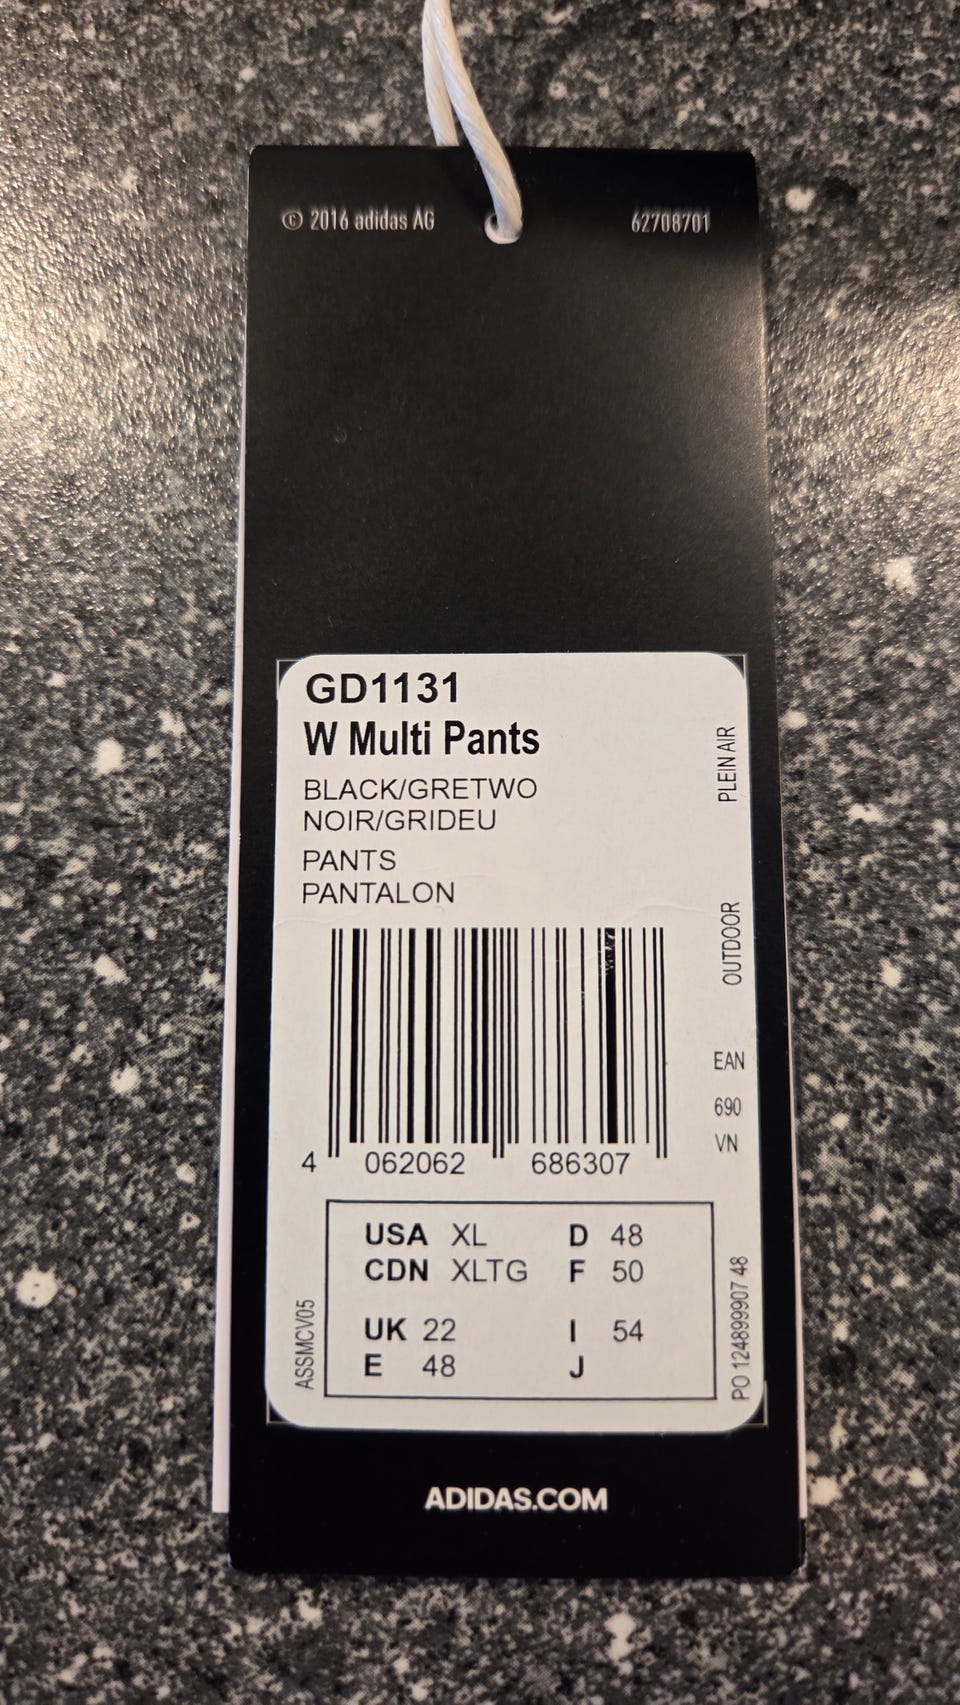 © 2016 adidas AG 62708701
GD1131
W Multi Pants
BLACK/GRETWO
NOIR/GRIDEU
PANTS
PANTALON
PLEIN AIR
OUTDOOR
EAN
690
VN
4 062062 686307
USA XL D 48
CDN XLTG F 50
UK 22 I 54
E 48 J
ASSMCV05
PO 124899907 48
ADIDAS.COM